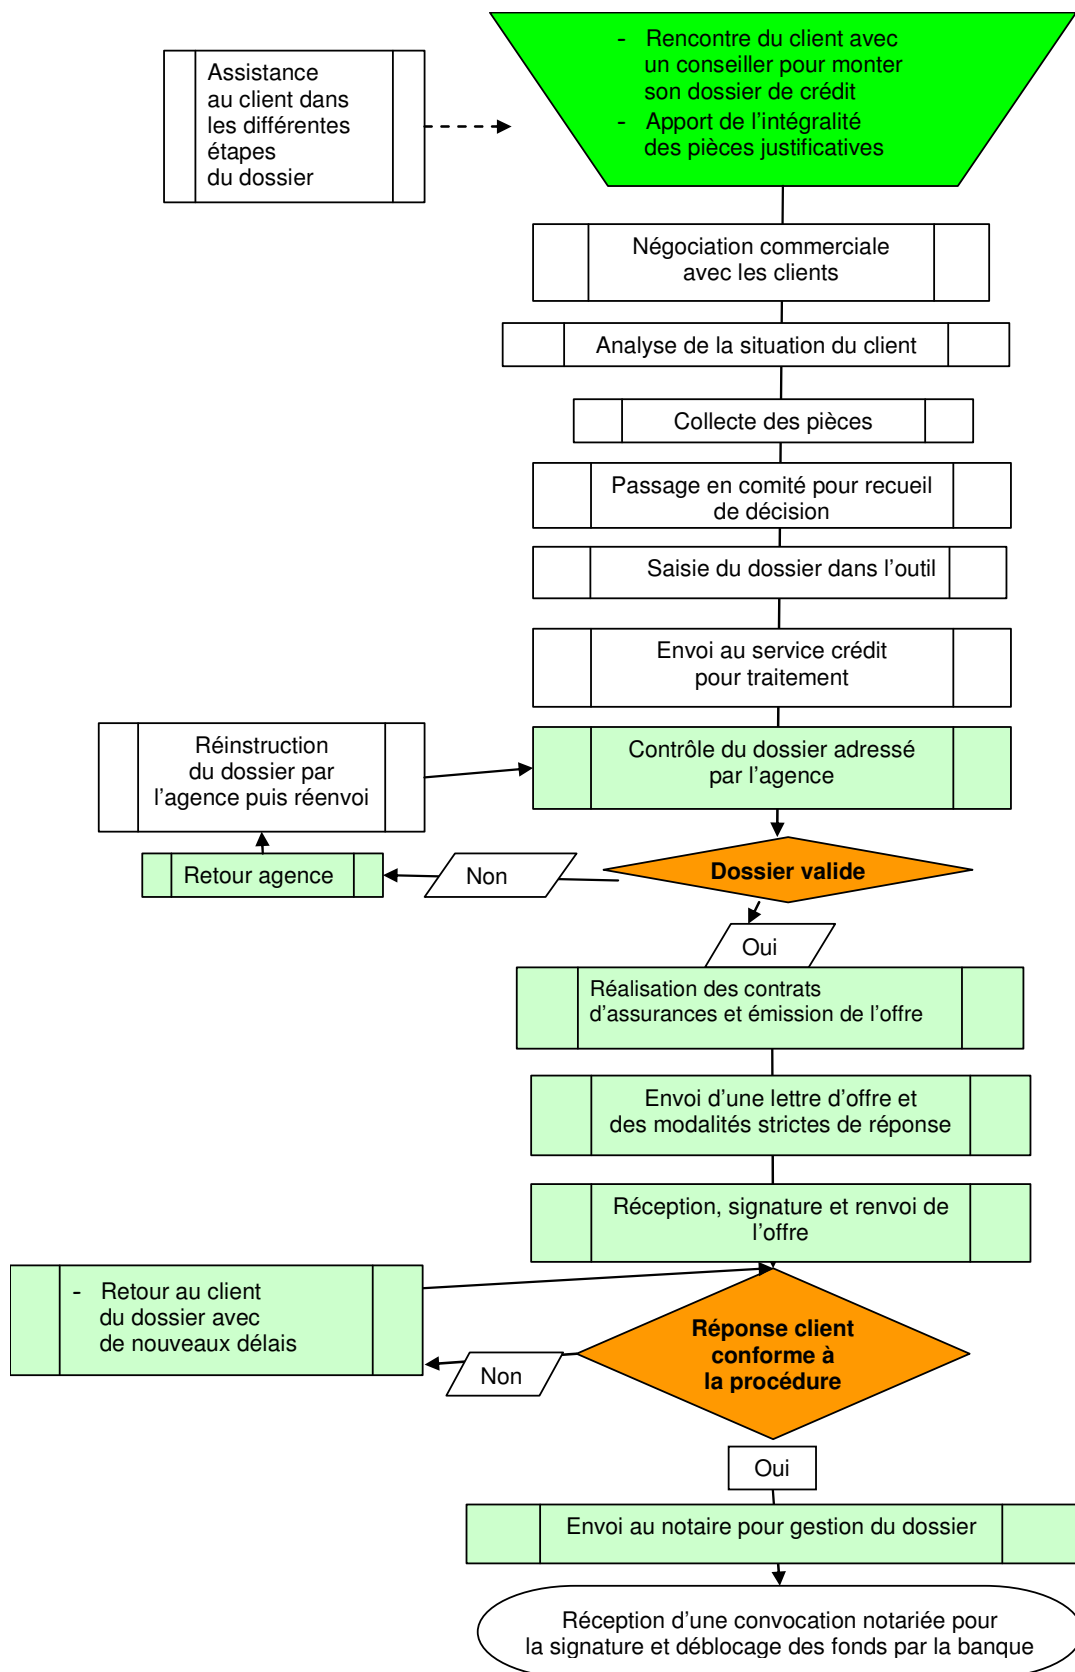 Assistance
au client dans
les différentes
étapes
du dossier
- Rencontre du client avec
un conseiller pour monter
son dossier de crédit
- Apport de l’intégralité
des pièces justificatives
Négociation commerciale
avec les clients
Analyse de la situation du client
Collecte des pièces
Passage en comité pour recueil
de décision
Saisie du dossier dans l’outil
Envoi au service crédit
pour traitement
Réinstruction
du dossier par
l’agence puis réenvoi
Contrôle du dossier adressé
par l’agence
Retour agence
Non
Dossier valide
Oui
Réalisation des contrats
d’assurances et émission de l’offre
Envoi d’une lettre d’offre et
des modalités strictes de réponse
Réception, signature et renvoi de
l’offre
- Retour au client
du dossier avec
de nouveaux délais
Non
Réponse client
conforme à
la procédure
Oui
Envoi au notaire pour gestion du dossier
Réception d’une convocation notariée pour
la signature et déblocage des fonds par la banque